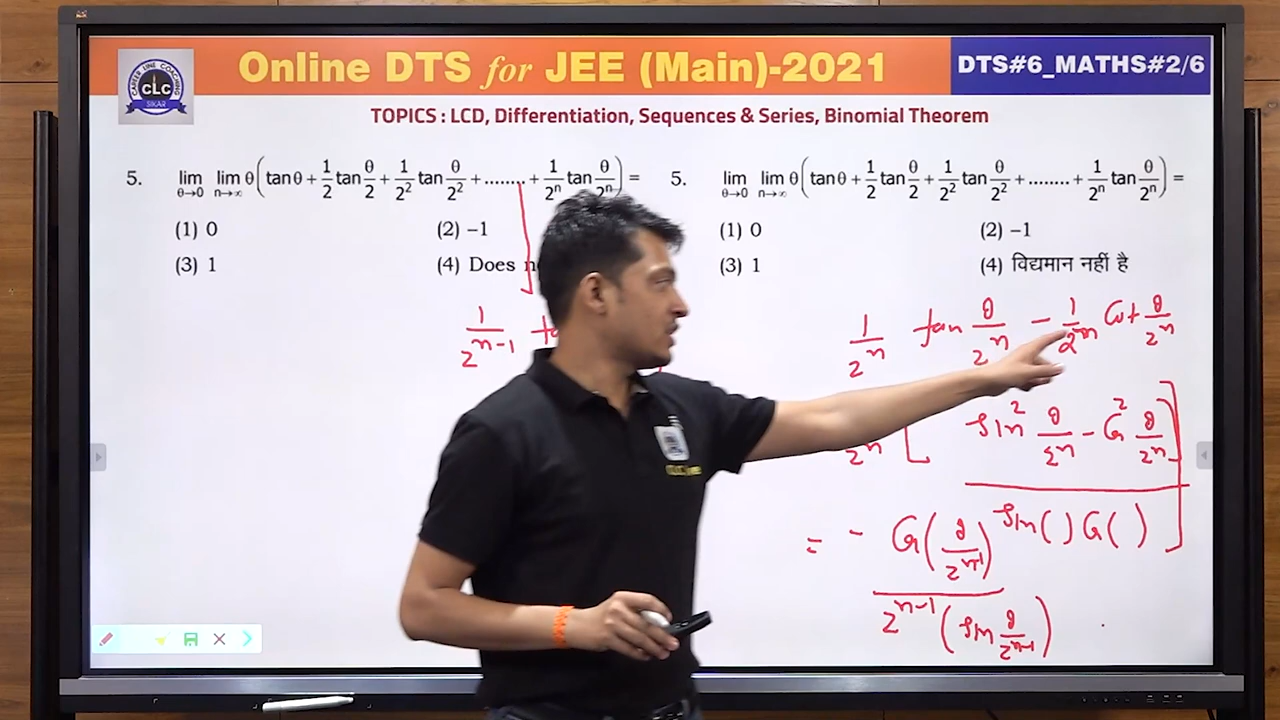 Online DTS for JEE (Main)-2021
DTS#6_MATHS#2/6
CAREER LINE COACHING
CLC
SIKAR
TOPICS : LCD, Differentiation, Sequences & Series, Binomial Theorem
5. lim θ→0 lim n→∞ θ(tanθ + 1/2 tan θ/2 + 1/2² tan θ/2² + ........ + 1/2ⁿ tan θ/2ⁿ) =
(1) 0 (2) –1
(3) 1 (4) Does
5. lim θ→0 lim n→∞ θ(tanθ + 1/2 tan θ/2 + 1/2² tan θ/2² + ........ + 1/2ⁿ tan θ/2ⁿ) =
(1) 0 (2) –1
(3) 1 (4) विद्यमान नहीं है
1/2ⁿ⁻¹
1/2ⁿ tan θ/2ⁿ – 1/2ⁿ Cot θ/2ⁿ
2ⁿ [ sin² θ/2ⁿ – Cos² θ/2ⁿ / sin( ) Cos( ) ]
= – Cos(θ/2ⁿ⁻¹) / 2ⁿ⁻¹ (sin θ/2ⁿ⁻¹)